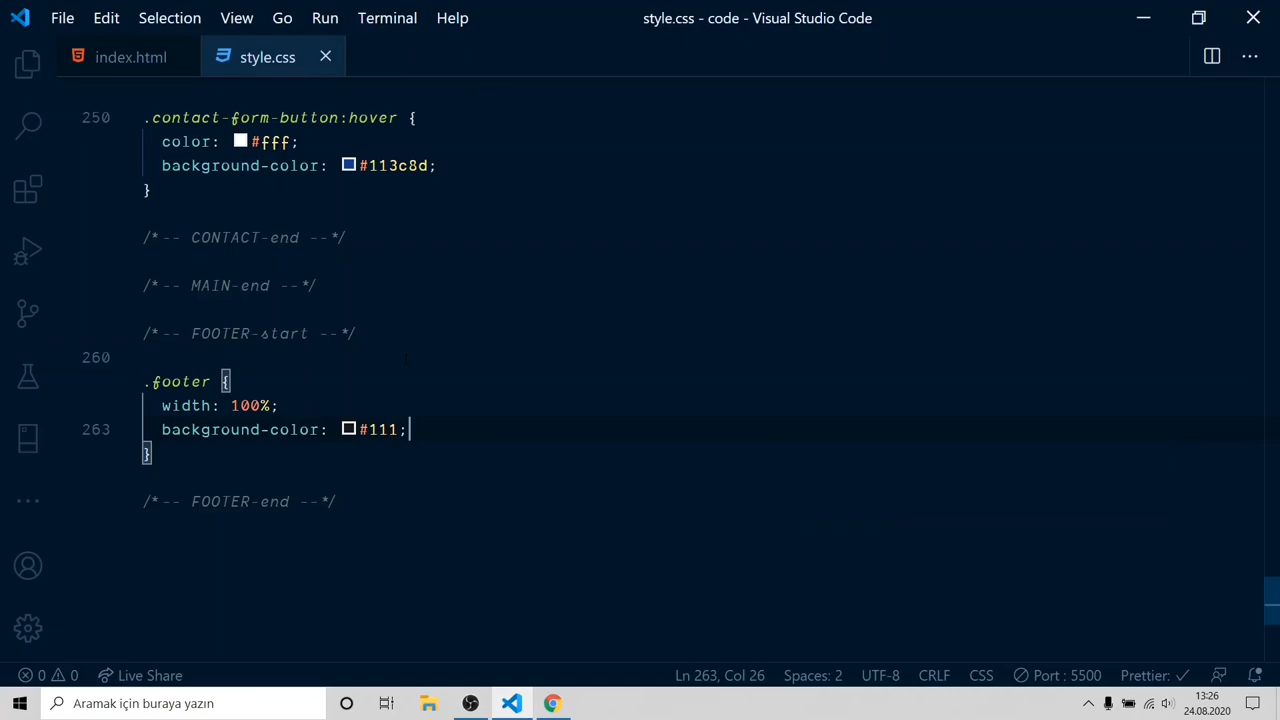 File Edit Selection View Go Run Terminal Help
style.css - code - Visual Studio Code
index.html
style.css
250 .contact-form-button:hover {
color: #fff;
background-color: #113c8d;
}
/*-- CONTACT-end --*/
/*-- MAIN-end --*/
/*-- FOOTER-start --*/
260
.footer {
width: 100%;
263 background-color: #111;
}
/*-- FOOTER-end --*/
0 0 Live Share Ln 263, Col 26 Spaces: 2 UTF-8 CRLF CSS Port : 5500 Prettier:
Aramak için buraya yazın
13:26
24.08.2020